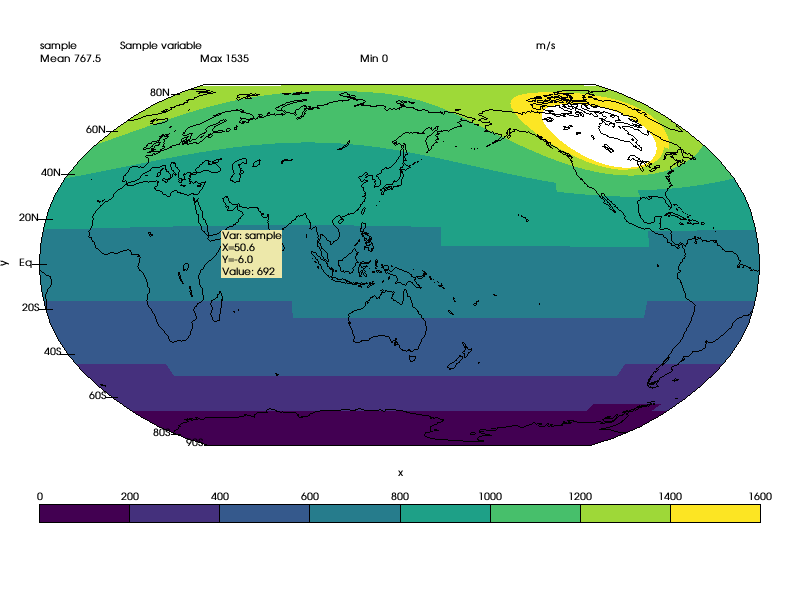 sample Sample variable m/s
Mean 767.5 Max 1535 Min 0
80N
60N
40N
20N
Var: sample
X=50.6
Y=-6.0
Value: 692
y Eq
20S
40S
60S
80S
90S
x
0 200 400 600 800 1000 1200 1400 1600